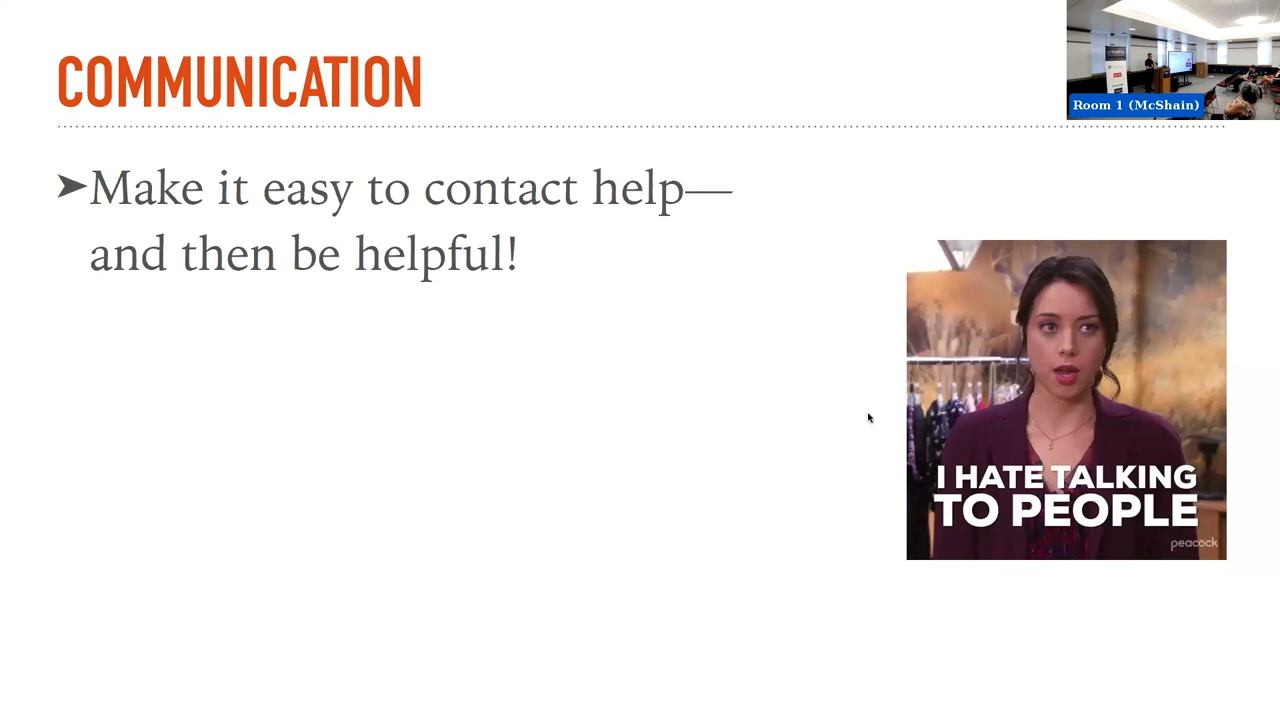 COMMUNICATION
Room 1 (McShain)
➤Make it easy to contact help—
and then be helpful!
I HATE TALKING
TO PEOPLE
peacock